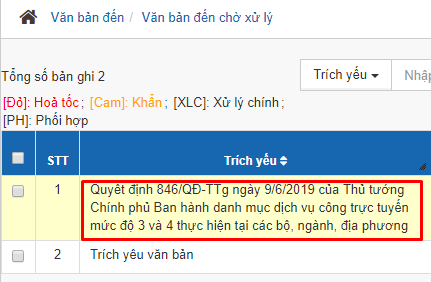 Văn bản đến / Văn bản đến chờ xử lý
Tổng số bản ghi 2
Trích yếu
Nhập
[Đỏ]: Hoả tốc; [Cam]: Khẩn; [XLC]: Xử lý chính;
[PH]: Phối hợp
STT Trích yếu
1 Quyết định 846/QĐ-TTg ngày 9/6/2019 của Thủ tướng
Chính phủ Ban hành danh mục dịch vụ công trực tuyến
mức độ 3 và 4 thực hiện tại các bộ, ngành, địa phương
2 Trích yếu văn bản